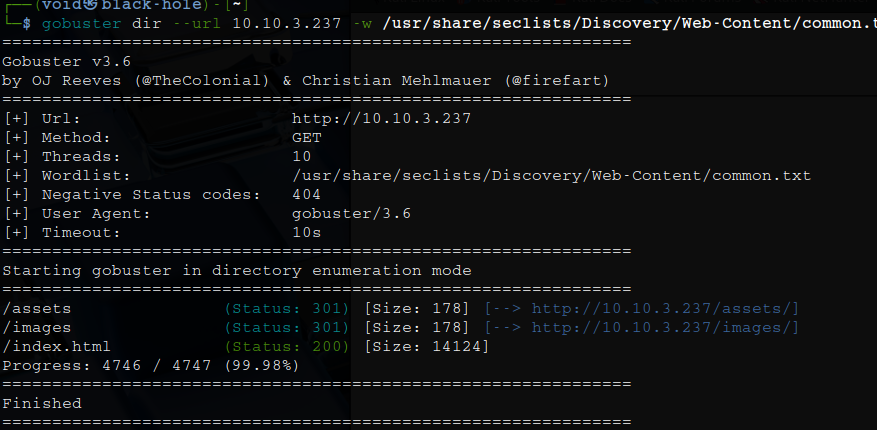 ┌──(void㉿black-hole)-[~]
└─$ gobuster dir --url 10.10.3.237 -w /usr/share/seclists/Discovery/Web-Content/common.t
===============================================================
Gobuster v3.6
by OJ Reeves (@TheColonial) & Christian Mehlmauer (@firefart)
===============================================================
[+] Url:                     http://10.10.3.237
[+] Method:                  GET
[+] Threads:                 10
[+] Wordlist:                /usr/share/seclists/Discovery/Web-Content/common.txt
[+] Negative Status codes:   404
[+] User Agent:              gobuster/3.6
[+] Timeout:                 10s
===============================================================
Starting gobuster in directory enumeration mode
===============================================================
/assets               (Status: 301) [Size: 178] [--> http://10.10.3.237/assets/]
/images               (Status: 301) [Size: 178] [--> http://10.10.3.237/images/]
/index.html           (Status: 200) [Size: 14124]
Progress: 4746 / 4747 (99.98%)
===============================================================
Finished
===============================================================